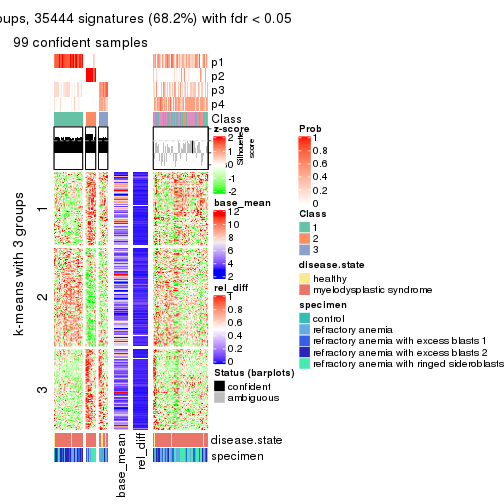 oups, 35444 signatures (68.2%) with fdr < 0.05
99 confident samples
p1
p2
p3
p4
Class
z-score
2
1
0
-1
-2
Silhouette
score
base_mean
12
10
8
6
4
2
rel_diff
1
0.8
0.6
0.4
0.2
0
Status (barplots)
confident
ambiguous
Prob
1
0.8
0.6
0.4
0.2
0
Class
1
2
3
disease.state
healthy
myelodysplastic syndrome
specimen
control
refractory anemia
refractory anemia with excess blasts 1
refractory anemia with excess blasts 2
refractory anemia with ringed sideroblasts
k-means with 3 groups
1
2
3
disease.state
specimen
base_mean
rel_diff